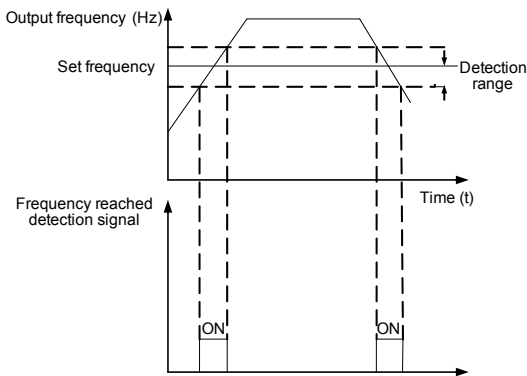 Output frequency (Hz)
Set frequency
Detection
range
Time (t)
Frequency reached
detection signal
ON
ON